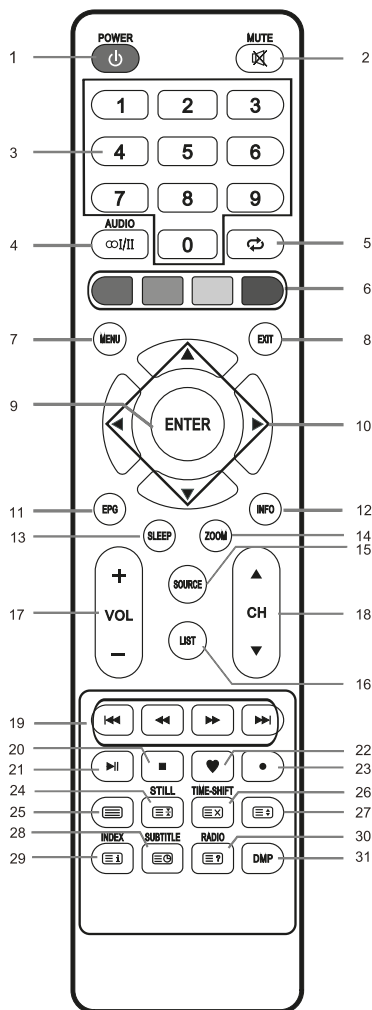 POWER MUTE
1 2
1 2 3
3 4 5 6
7 8 9
AUDIO
4 I/II 0 5
6
7 MENU EXIT 8
9 ENTER 10
11 EPG INFO 12
13 SLEEP ZOOM 14
SOURCE 15
17 + VOL − CH 18
LIST 16
19
20 22
21 23
24 STILL TIME-SHIFT 26
25 27
28 INDEX SUBTITLE RADIO 30
29 i ? DMP 31